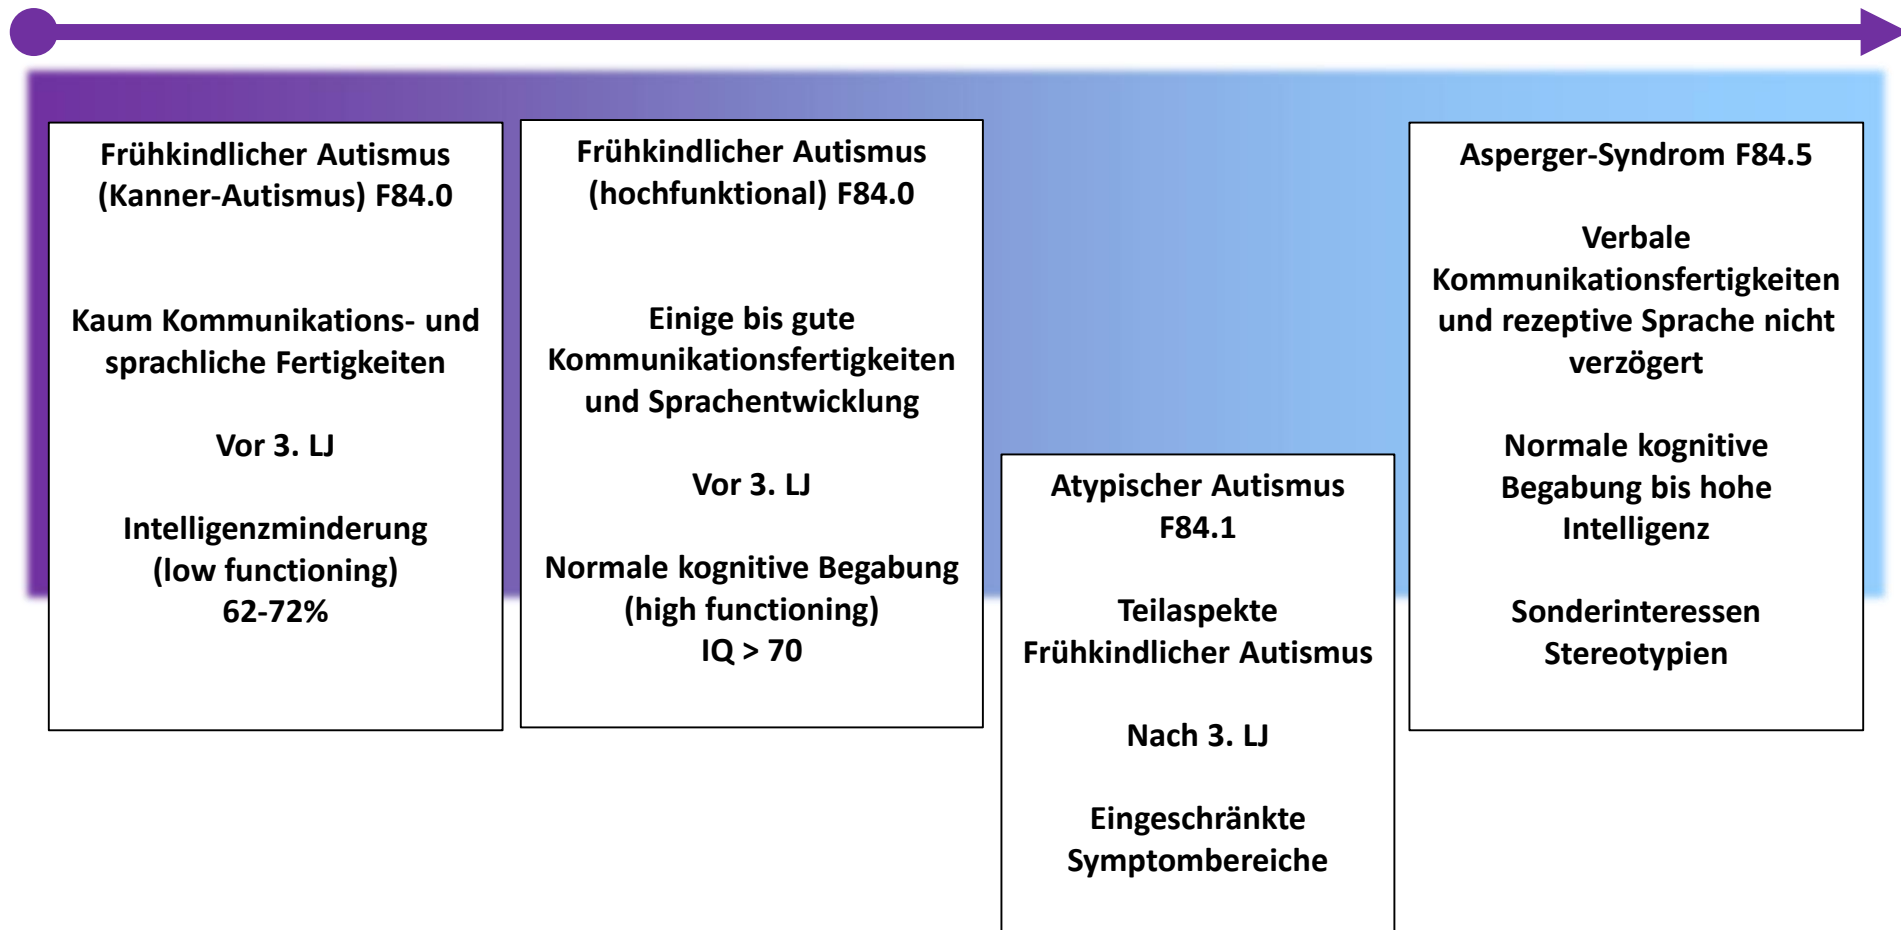 Frühkindlicher Autismus
(Kanner-Autismus) F84.0
Kaum Kommunikations- und
sprachliche Fertigkeiten
Vor 3. LJ
Intelligenzminderung
(low functioning)
62-72%
Frühkindlicher Autismus
(hochfunktional) F84.0
Einige bis gute
Kommunikationsfertigkeiten
und Sprachentwicklung
Vor 3. LJ
Normale kognitive Begabung
(high functioning)
IQ > 70
Atypischer Autismus
F84.1
Teilaspekte
Frühkindlicher Autismus
Nach 3. LJ
Eingeschränkte
Symptombereiche
Asperger-Syndrom F84.5
Verbale
Kommunikationsfertigkeiten
und rezeptive Sprache nicht
verzögert
Normale kognitive
Begabung bis hohe
Intelligenz
Sonderinteressen
Stereotypien